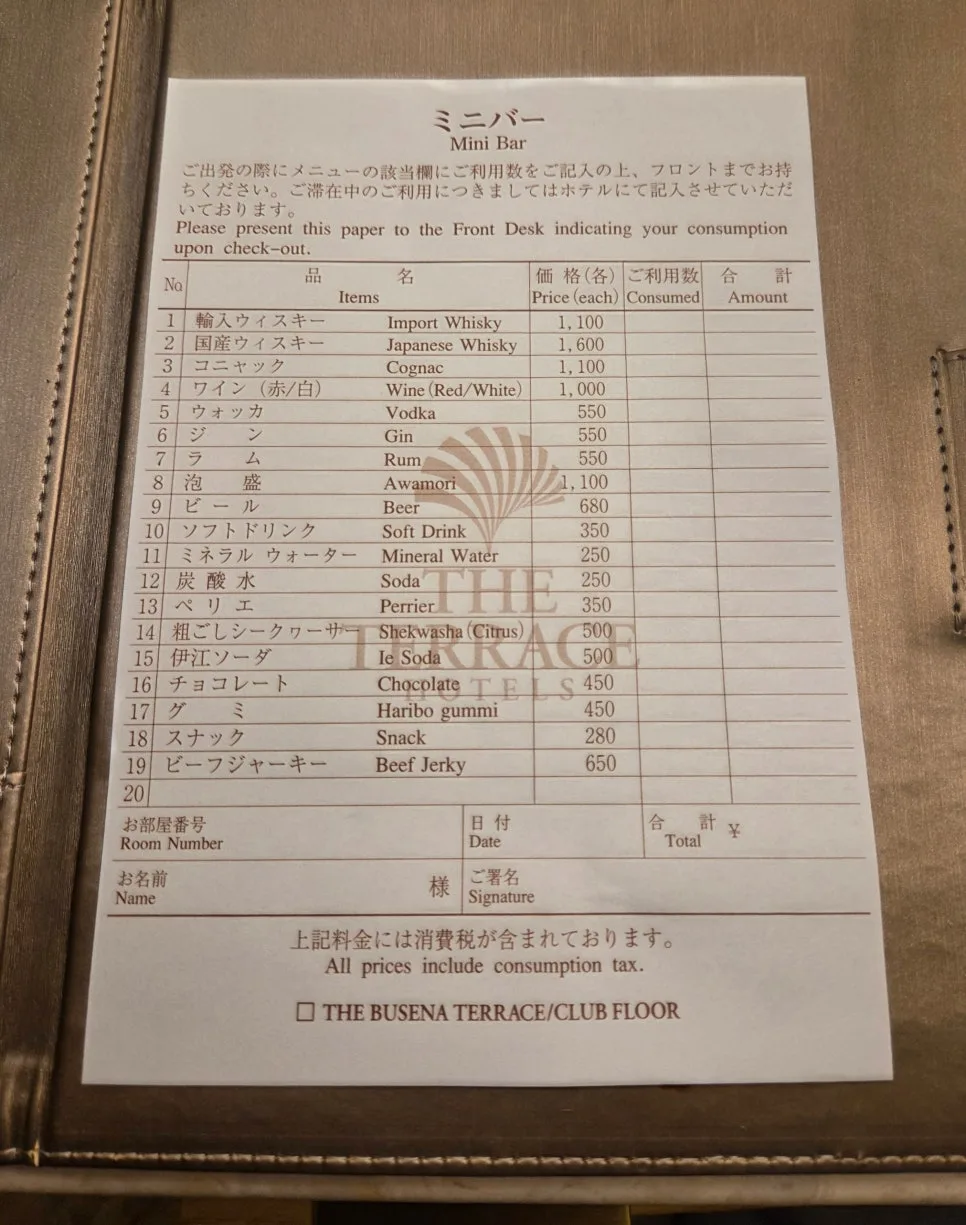 ミニバー
Mini Bar
ご出発の際にメニューの該当欄にご利用数をご記入の上、フロントまでお持
ちください。ご滞在中のご利用につきましてはホテルにて記入させていただ
いております。
Please present this paper to the Front Desk indicating your consumption
upon check-out.
No. 品名 価格(各) ご利用数 合計
Items Price(each) Consumed Amount
1 輸入ウィスキー Import Whisky 1,100
2 国産ウィスキー Japanese Whisky 1,600
3 コニャック Cognac 1,100
4 ワイン (赤/白) Wine(Red/White) 1,000
5 ウォッカ Vodka 550
6 ジン Gin 550
7 ラム Rum 550
8 泡盛 Awamori 1,100
9 ビール Beer 680
10 ソフトドリンク Soft Drink 350
11 ミネラル ウォーター Mineral Water 250
12 炭酸水 Soda 250
13 ペリエ Perrier 350
14 粗ごしシークヮーサー Shekwasha(Citrus) 500
15 伊江ソーダ Ie Soda 500
16 チョコレート Chocolate 450
17 グミ Haribo gummi 450
18 スナック Snack 280
19 ビーフジャーキー Beef Jerky 650
20
THE
TERRACE
HOTELS
お部屋番号 日付 合計 ¥
Room Number Date Total
お名前 様 ご署名
Name Signature
上記料金には消費税が含まれております。
All prices include consumption tax.
□ THE BUSENA TERRACE/CLUB FLOOR